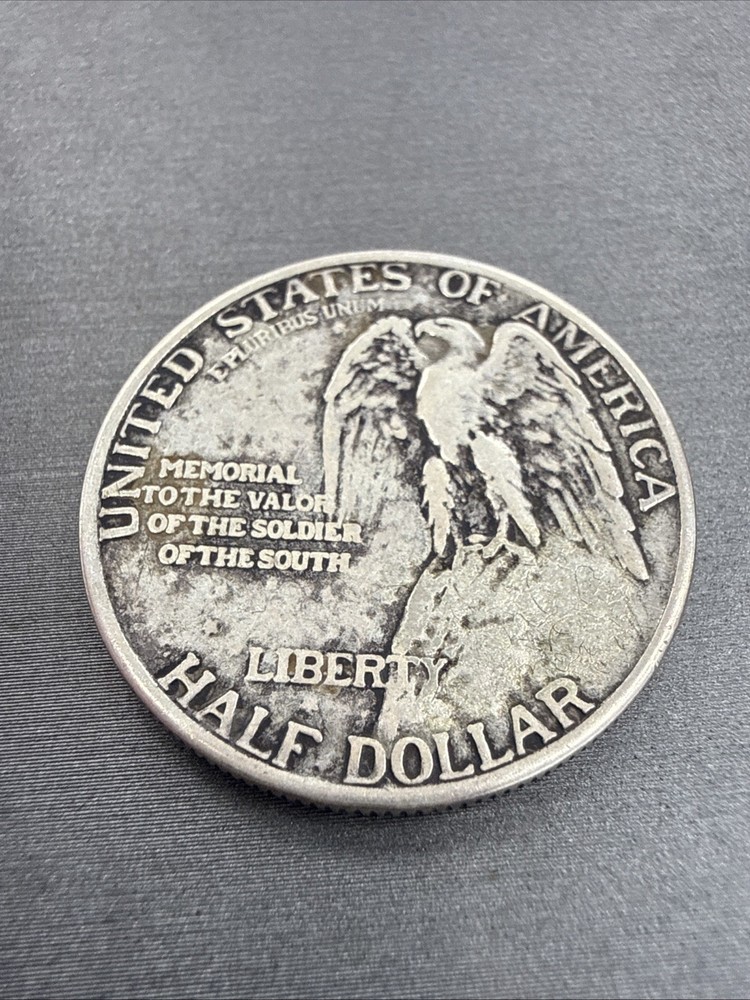 UNITED STATES OF AMERICA
E PLURIBUS UNUM
MEMORIAL
TO THE VALOR
OF THE SOLDIER
OF THE SOUTH
LIBERTY
HALF DOLLAR